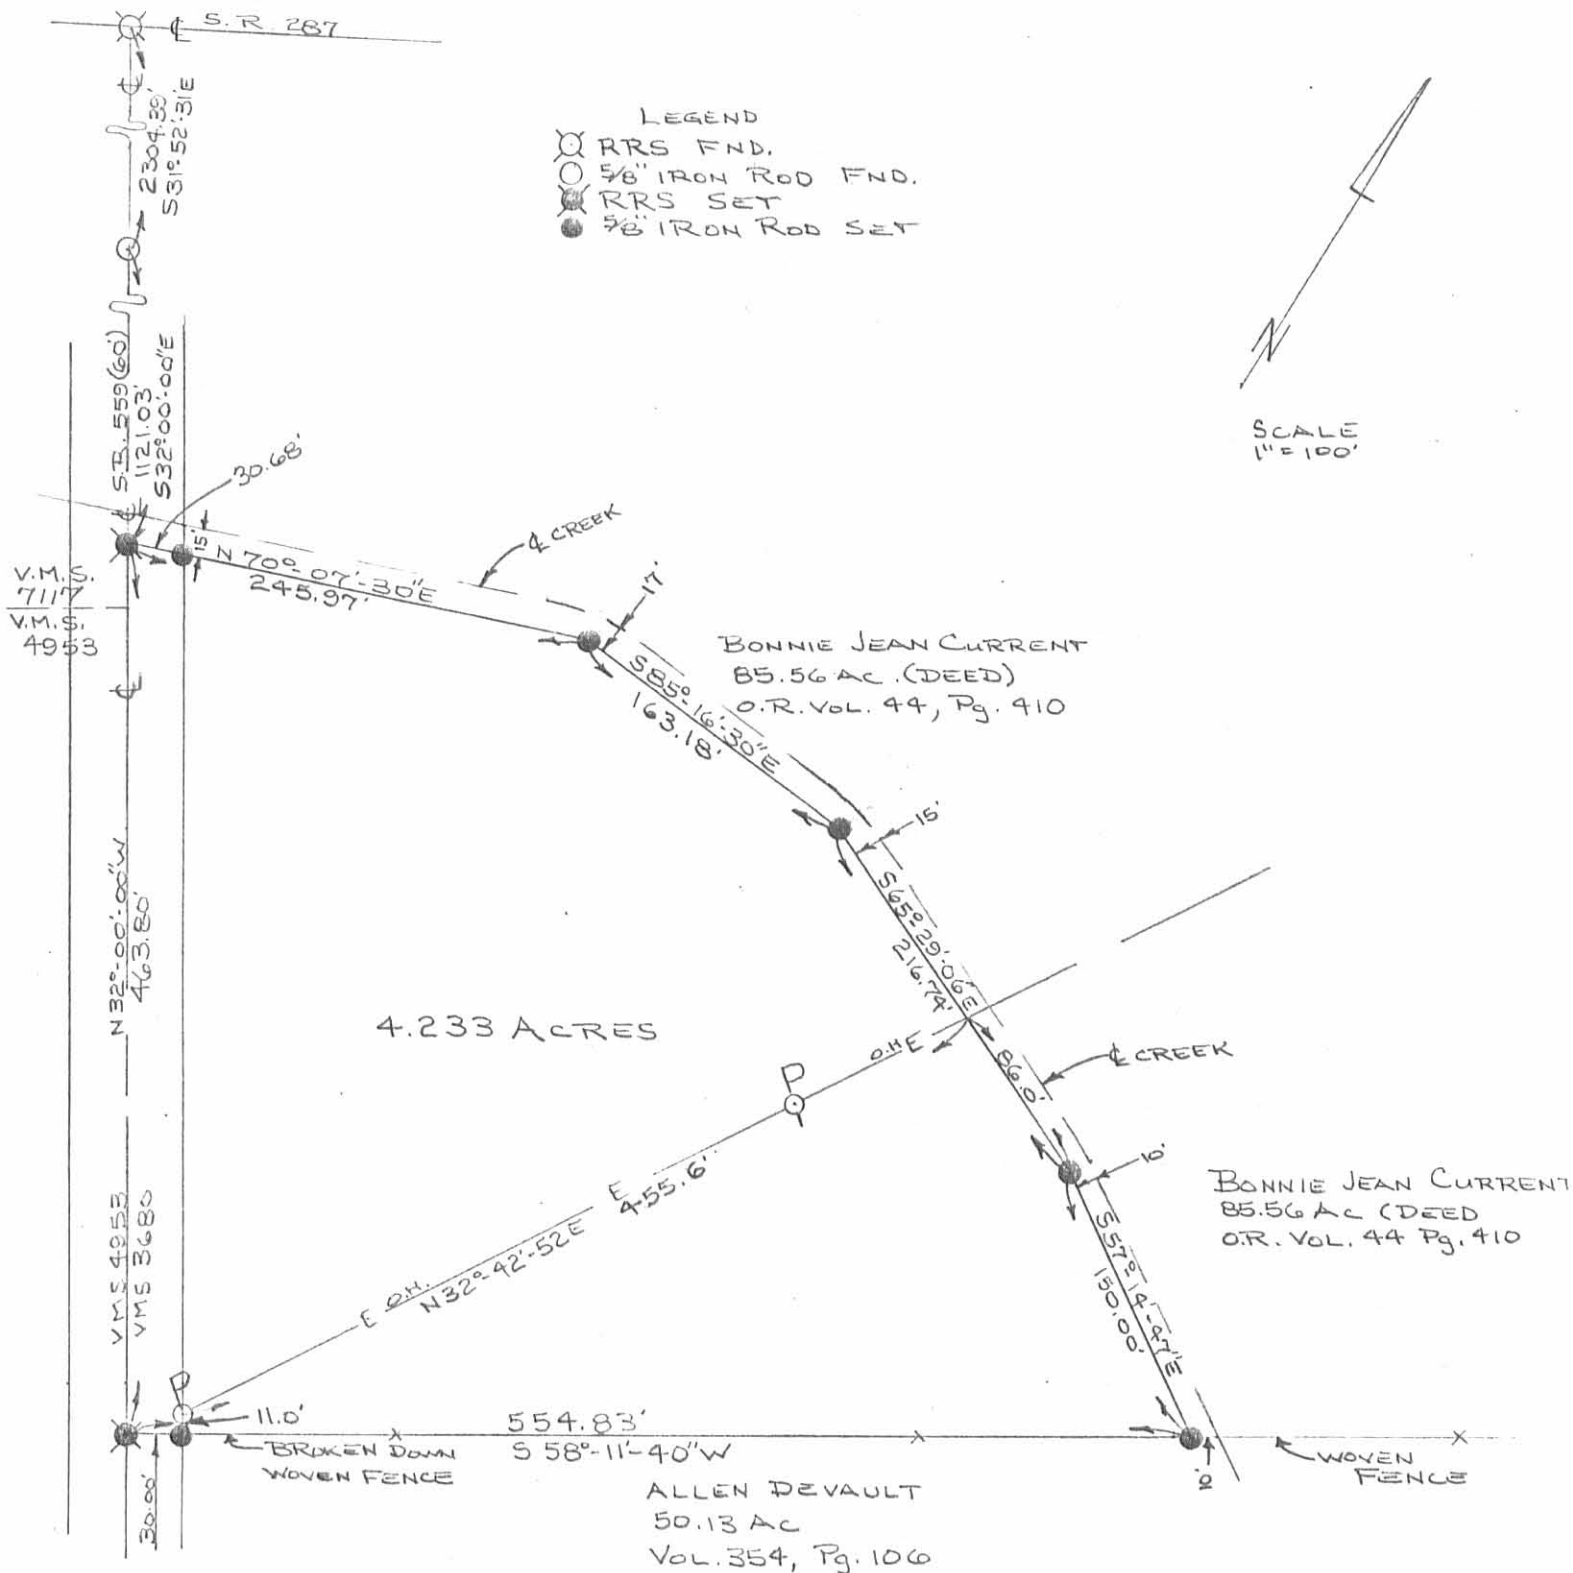 S.R. 287
2304.39'
S31°-52'-31"E
LEGEND
RRS FND.
5/8" IRON ROD FND.
RRS SET
5/8" IRON ROD SET
N
SCALE
1"=100'
S.R. 559 (60')
1121.03'
S32°-00'-00"E
30.68'
15'
N 70°-07'-30"E
245.97'
℄ CREEK
17'
V.M.S.
7117
V.M.S.
4953
S85°-16'-30"E
163.18'
BONNIE JEAN CURRENT
85.56 AC. (DEED)
O.R. VOL. 44, Pg. 410
15'
S65°-29'-06"E
216.74'
N32°-00'-00"W
463.80'
4.233 ACRES
P
O.H. E
86.0'
℄ CREEK
10'
BONNIE JEAN CURRENT
85.56 AC (DEED
O.R. VOL. 44 Pg. 410
E
455.6'
E O.H.
N32°-42'-52E
S57°-14'-47"E
150.00'
VMS 4953
VMS 3680
P
11.0'
BROKEN DOWN
WOVEN FENCE
554.83'
S 58°-11'-40"W
30.00'
WOVEN
FENCE
ALLEN DEVAULT
50.13 AC
VOL. 354, Pg. 106